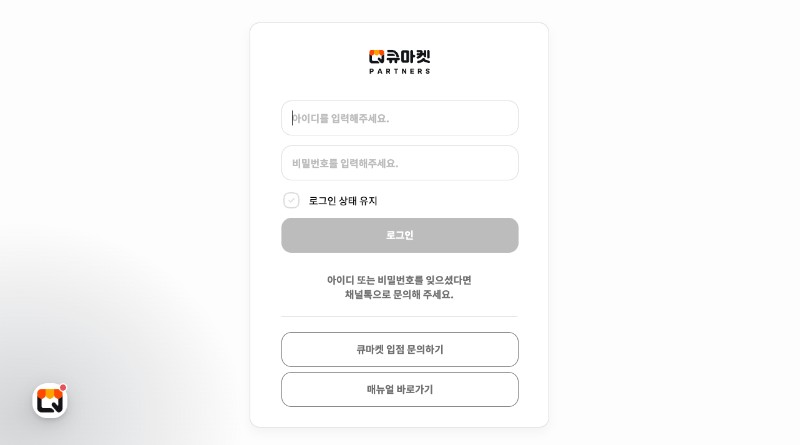 큐마켓
PARTNERS
아이디를 입력해주세요.
비밀번호를 입력해주세요.
로그인 상태 유지
로그인
아이디 또는 비밀번호를 잊으셨다면
채널톡으로 문의해 주세요.
큐마켓 입점 문의하기
매뉴얼 바로가기